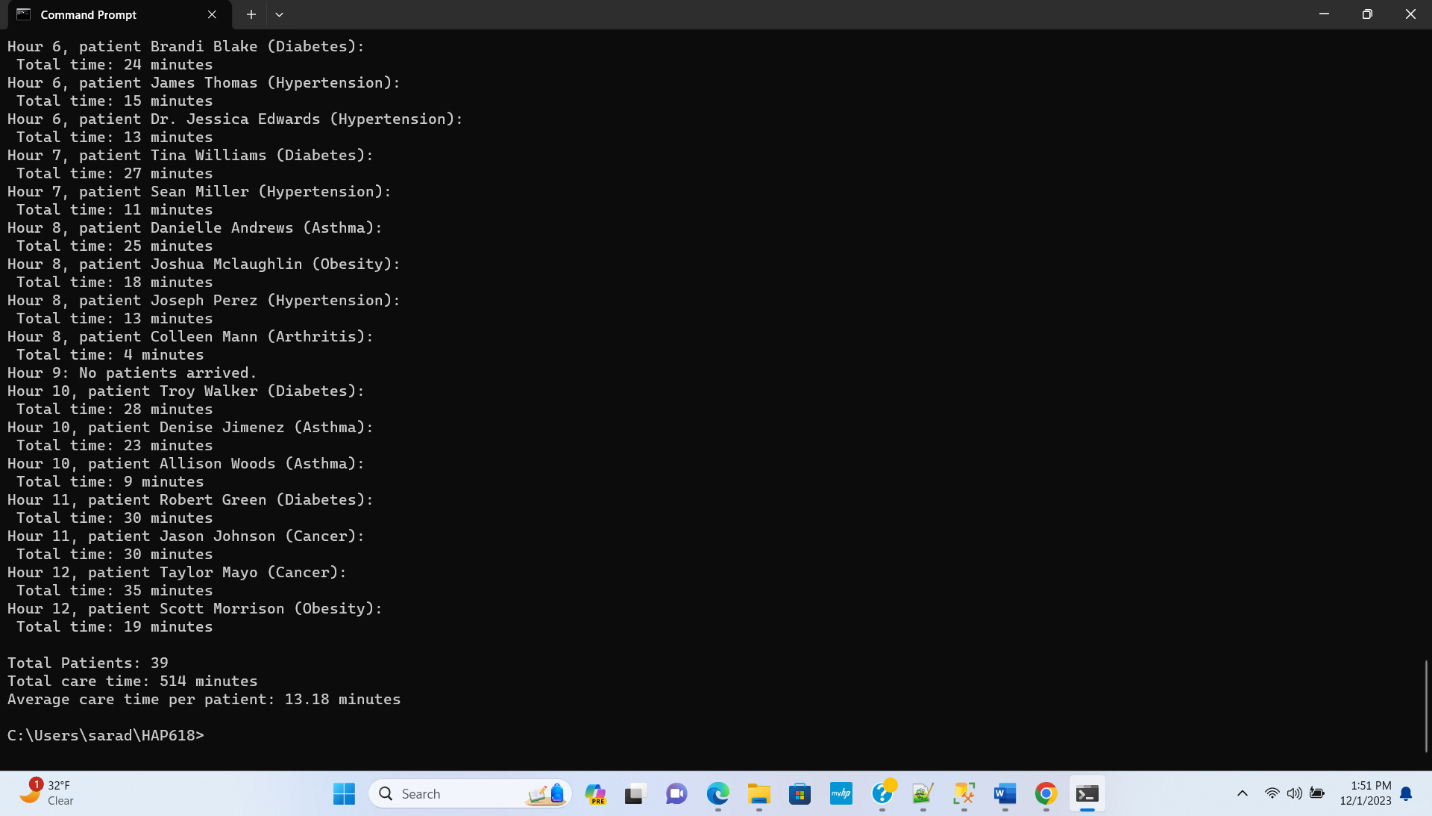 Command Prompt
Hour 6, patient Brandi Blake (Diabetes):
Total time: 24 minutes
Hour 6, patient James Thomas (Hypertension):
Total time: 15 minutes
Hour 6, patient Dr. Jessica Edwards (Hypertension):
Total time: 13 minutes
Hour 7, patient Tina Williams (Diabetes):
Total time: 27 minutes
Hour 7, patient Sean Miller (Hypertension):
Total time: 11 minutes
Hour 8, patient Danielle Andrews (Asthma):
Total time: 25 minutes
Hour 8, patient Joshua Mclaughlin (Obesity):
Total time: 18 minutes
Hour 8, patient Joseph Perez (Hypertension):
Total time: 13 minutes
Hour 8, patient Colleen Mann (Arthritis):
Total time: 4 minutes
Hour 9: No patients arrived.
Hour 10, patient Troy Walker (Diabetes):
Total time: 28 minutes
Hour 10, patient Denise Jimenez (Asthma):
Total time: 23 minutes
Hour 10, patient Allison Woods (Asthma):
Total time: 9 minutes
Hour 11, patient Robert Green (Diabetes):
Total time: 30 minutes
Hour 11, patient Jason Johnson (Cancer):
Total time: 30 minutes
Hour 12, patient Taylor Mayo (Cancer):
Total time: 35 minutes
Hour 12, patient Scott Morrison (Obesity):
Total time: 19 minutes
Total Patients: 39
Total care time: 514 minutes
Average care time per patient: 13.18 minutes
C:\Users\sarad\HAP618>
1
32°F
Clear
Search
PRE
myhp
W
1:51 PM
12/1/2023